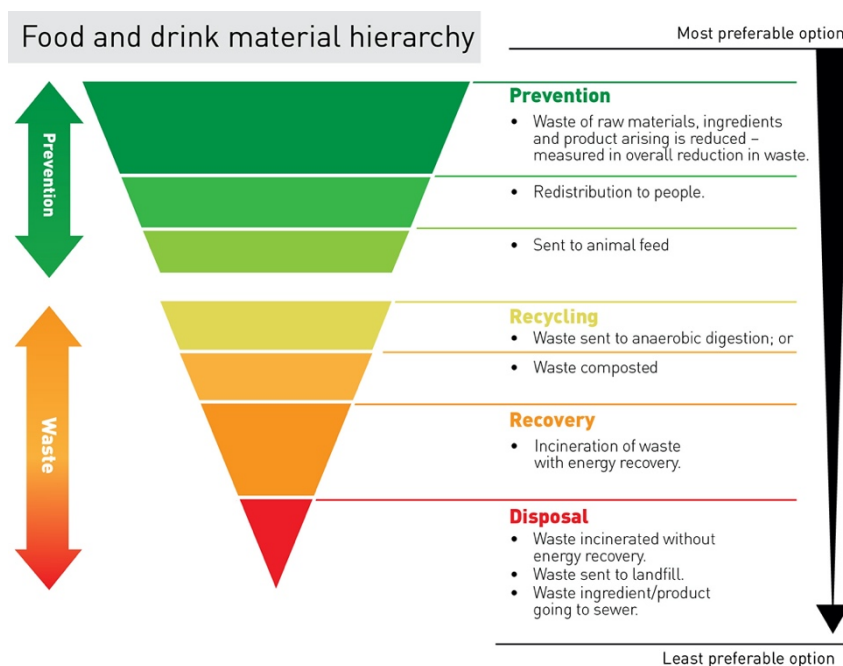 Food and drink material hierarchy
Most preferable option
Prevention
Prevention
• Waste of raw materials, ingredients
and product arising is reduced –
measured in overall reduction in waste.
• Redistribution to people.
• Sent to animal feed
Waste
Recycling
• Waste sent to anaerobic digestion; or
• Waste composted
Recovery
• Incineration of waste
with energy recovery.
Disposal
• Waste incinerated without
energy recovery.
• Waste sent to landfill.
• Waste ingredient/product
going to sewer.
Least preferable option